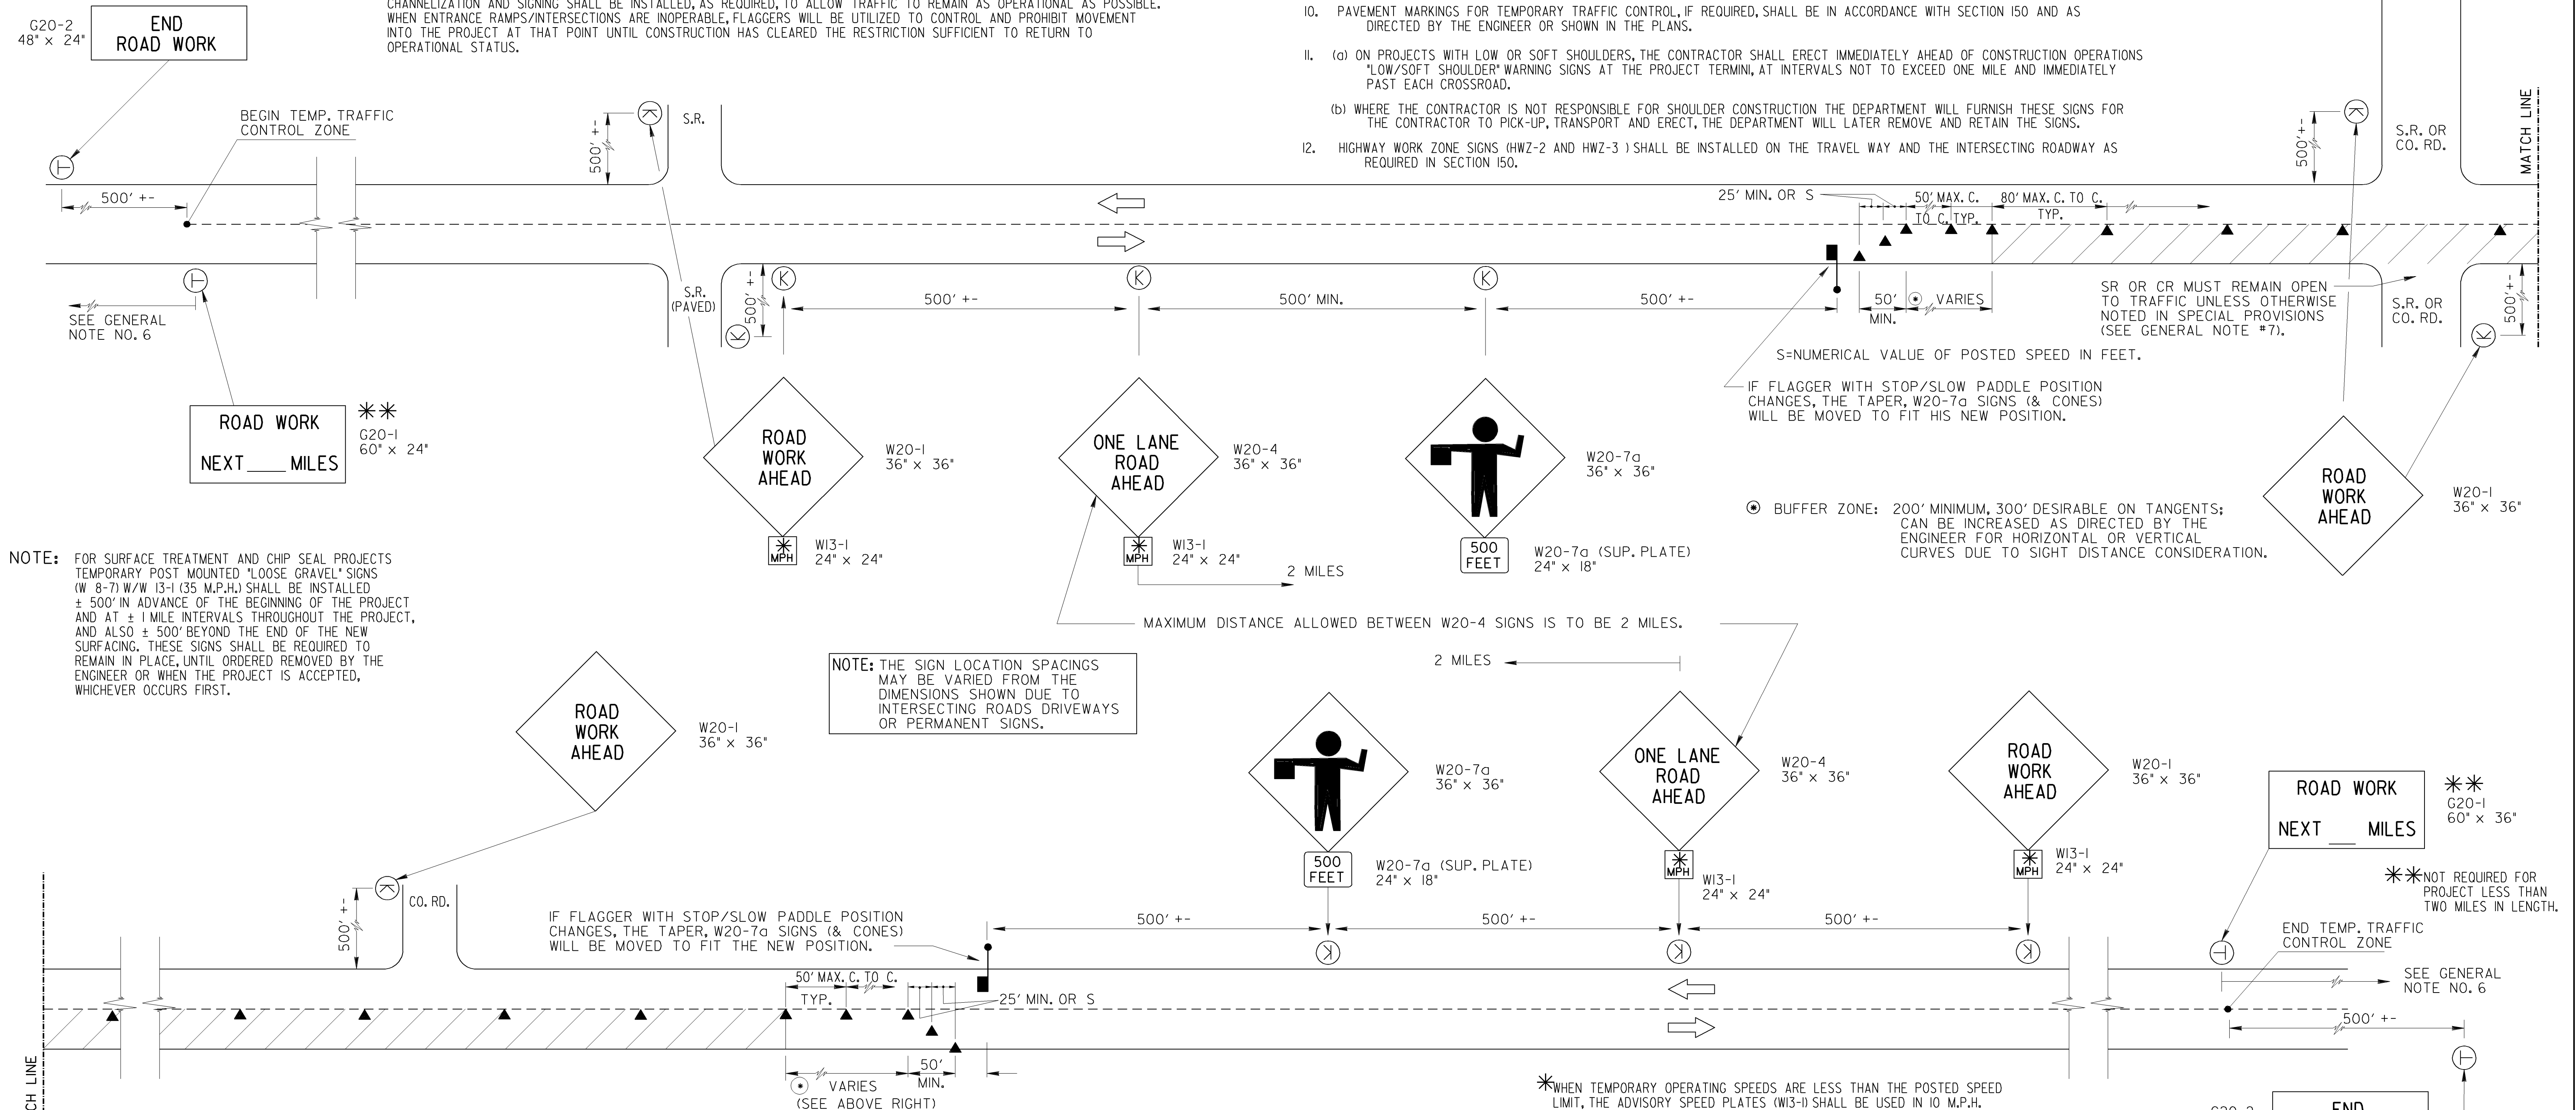 CHANNELIZATION AND SIGNING SHALL BE INSTALLED, AS REQUIRED, TO ALLOW TRAFFIC TO REMAIN AS OPERATIONAL AS POSSIBLE.
WHEN ENTRANCE RAMPS/INTERSECTIONS ARE INOPERABLE, FLAGGERS WILL BE UTILIZED TO CONTROL AND PROHIBIT MOVEMENT
INTO THE PROJECT AT THAT POINT UNTIL CONSTRUCTION HAS CLEARED THE RESTRICTION SUFFICIENT TO RETURN TO
OPERATIONAL STATUS.
10. PAVEMENT MARKINGS FOR TEMPORARY TRAFFIC CONTROL, IF REQUIRED, SHALL BE IN ACCORDANCE WITH SECTION 150 AND AS
DIRECTED BY THE ENGINEER OR SHOWN IN THE PLANS.
11. (a) ON PROJECTS WITH LOW OR SOFT SHOULDERS, THE CONTRACTOR SHALL ERECT IMMEDIATELY AHEAD OF CONSTRUCTION OPERATIONS
"LOW/SOFT SHOULDER" WARNING SIGNS AT THE PROJECT TERMINI, AT INTERVALS NOT TO EXCEED ONE MILE AND IMMEDIATELY
PAST EACH CROSSROAD.
(b) WHERE THE CONTRACTOR IS NOT RESPONSIBLE FOR SHOULDER CONSTRUCTION THE DEPARTMENT WILL FURNISH THESE SIGNS FOR
THE CONTRACTOR TO PICK-UP, TRANSPORT AND ERECT, THE DEPARTMENT WILL LATER REMOVE AND RETAIN THE SIGNS.
12. HIGHWAY WORK ZONE SIGNS (HWZ-2 AND HWZ-3 ) SHALL BE INSTALLED ON THE TRAVEL WAY AND THE INTERSECTING ROADWAY AS
REQUIRED IN SECTION 150.
G20-2
48" x 24"
END
ROAD WORK
BEGIN TEMP. TRAFFIC
CONTROL ZONE
T
500' +-
500' +-
K
S.R.
25' MIN. OR S
50' MAX. C.
TO C. TYP.
80' MAX. C. TO C.
TYP.
500' +-
K
S.R. OR
CO. RD.
MATCH LINE
T
SEE GENERAL
NOTE NO. 6
S.R.
(PAVED)
500' +-
K
K
500' +-
K
500' MIN.
K
500' +-
50'
MIN.
* VARIES
SR OR CR MUST REMAIN OPEN
TO TRAFFIC UNLESS OTHERWISE
NOTED IN SPECIAL PROVISIONS
(SEE GENERAL NOTE #7).
S.R. OR
CO. RD.
500' +-
K
S=NUMERICAL VALUE OF POSTED SPEED IN FEET.
IF FLAGGER WITH STOP/SLOW PADDLE POSITION
CHANGES, THE TAPER, W20-7a SIGNS (& CONES)
WILL BE MOVED TO FIT HIS NEW POSITION.
ROAD WORK
NEXT ____ MILES
**
G20-1
60" x 24"
ROAD
WORK
AHEAD
W20-1
36" x 36"
*
MPH
W13-1
24" x 24"
ONE LANE
ROAD
AHEAD
W20-4
36" x 36"
*
MPH
W13-1
24" x 24"
2 MILES
W20-7a
36" x 36"
500
FEET
W20-7a (SUP. PLATE)
24" x 18"
* BUFFER ZONE: 200' MINIMUM, 300' DESIRABLE ON TANGENTS;
CAN BE INCREASED AS DIRECTED BY THE
ENGINEER FOR HORIZONTAL OR VERTICAL
CURVES DUE TO SIGHT DISTANCE CONSIDERATION.
ROAD
WORK
AHEAD
W20-1
36" x 36"
NOTE: FOR SURFACE TREATMENT AND CHIP SEAL PROJECTS
TEMPORARY POST MOUNTED "LOOSE GRAVEL" SIGNS
(W 8-7) W/W 13-1 (35 M.P.H.) SHALL BE INSTALLED
± 500' IN ADVANCE OF THE BEGINNING OF THE PROJECT
AND AT ± 1 MILE INTERVALS THROUGHOUT THE PROJECT,
AND ALSO ± 500' BEYOND THE END OF THE NEW
SURFACING. THESE SIGNS SHALL BE REQUIRED TO
REMAIN IN PLACE, UNTIL ORDERED REMOVED BY THE
ENGINEER OR WHEN THE PROJECT IS ACCEPTED,
WHICHEVER OCCURS FIRST.
MAXIMUM DISTANCE ALLOWED BETWEEN W20-4 SIGNS IS TO BE 2 MILES.
NOTE: THE SIGN LOCATION SPACINGS
MAY BE VARIED FROM THE
DIMENSIONS SHOWN DUE TO
INTERSECTING ROADS DRIVEWAYS
OR PERMANENT SIGNS.
2 MILES
ROAD
WORK
AHEAD
W20-1
36" x 36"
W20-7a
36" x 36"
500
FEET
W20-7a (SUP. PLATE)
24" x 18"
ONE LANE
ROAD
AHEAD
W20-4
36" x 36"
*
MPH
W13-1
24" x 24"
ROAD
WORK
AHEAD
W20-1
36" x 36"
*
MPH
W13-1
24" x 24"
ROAD WORK
NEXT ___ MILES
**
G20-1
60" x 36"
**NOT REQUIRED FOR
PROJECT LESS THAN
TWO MILES IN LENGTH.
500' +-
K
CO. RD.
IF FLAGGER WITH STOP/SLOW PADDLE POSITION
CHANGES, THE TAPER, W20-7a SIGNS (& CONES)
WILL BE MOVED TO FIT THE NEW POSITION.
500' +-
K
500' +-
K
500' +-
K
T
END TEMP. TRAFFIC
CONTROL ZONE
SEE GENERAL
NOTE NO. 6
50' MAX. C. TO C.
TYP.
25' MIN. OR S
500' +-
T
* VARIES
(SEE ABOVE RIGHT)
50'
MIN.
CH LINE
*WHEN TEMPORARY OPERATING SPEEDS ARE LESS THAN THE POSTED SPEED
LIMIT, THE ADVISORY SPEED PLATES (W13-1) SHALL BE USED IN 10 M.P.H.
G20-2
END